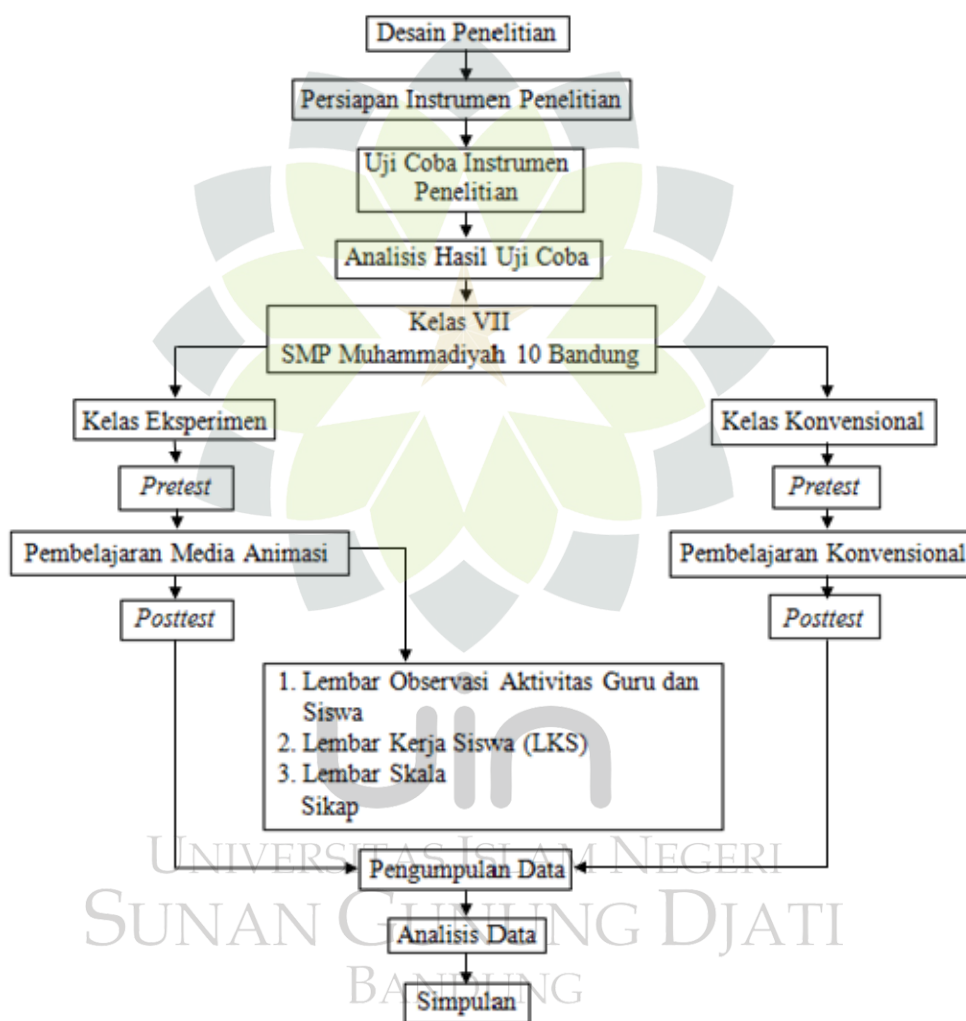 Desain Penelitian
Persiapan Instrumen Penelitian
Uji Coba Instrumen
Penelitian
Analisis Hasil Uji Coba
Kelas VII
SMP Muhammadiyah 10 Bandung
Kelas Eksperimen
Kelas Konvensional
Pretest
Pretest
Pembelajaran Media Animasi
Pembelajaran Konvensional
Posttest
Posttest
1. Lembar Observasi Aktivitas Guru dan
Siswa
2. Lembar Kerja Siswa (LKS)
3. Lembar Skala
Sikap
uin
UNIVERSITAS ISLAM NEGERI
Pengumpulan Data
SUNAN GUNUNG DJATI
Analisis Data
BANDUNG
Simpulan